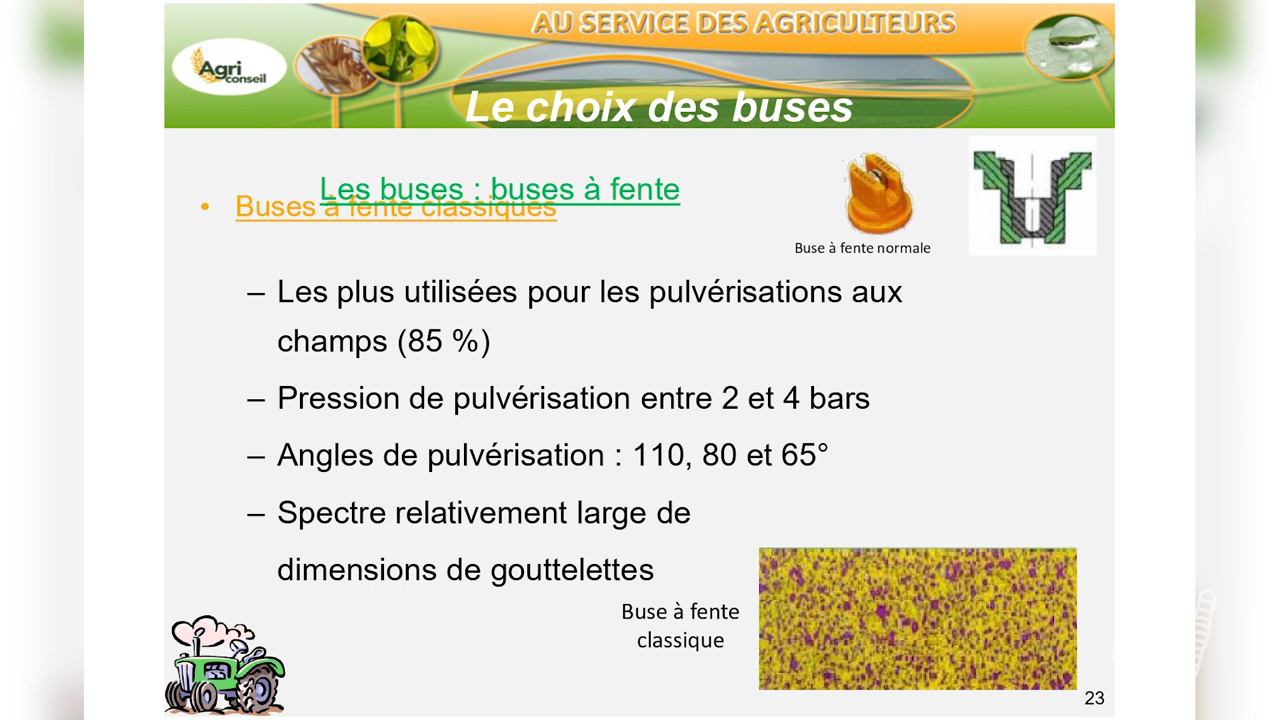 AU SERVICE DES AGRICULTEURS
Agri
conseil
Le choix des buses
Les buses : buses à fente
• Buses à fente classiques
Buse à fente normale
– Les plus utilisées pour les pulvérisations aux
champs (85 %)
– Pression de pulvérisation entre 2 et 4 bars
– Angles de pulvérisation : 110, 80 et 65°
– Spectre relativement large de
dimensions de gouttelettes
Buse à fente
classique
23